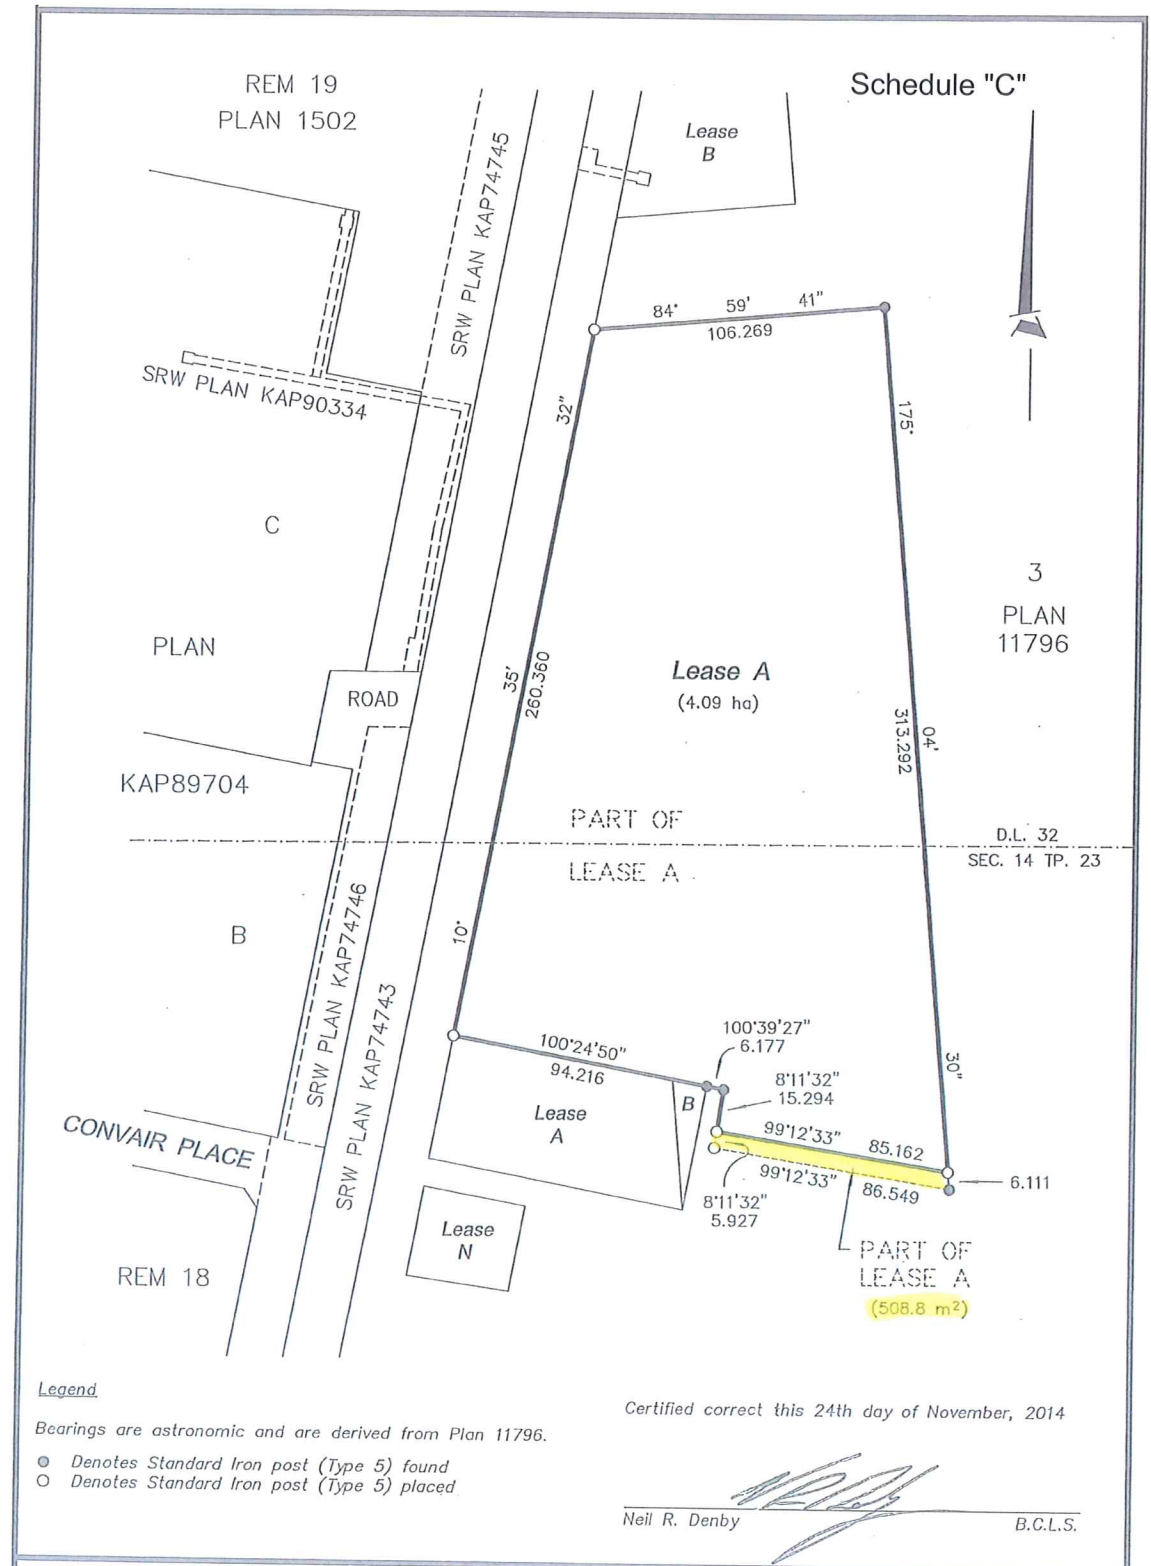 Schedule "C"
REM 19
PLAN 1502
SRW PLAN KAP74745
Lease
B
84° 59' 41"
106.269
SRW PLAN KAP90334
32"
175°
C
3
PLAN
11796
PLAN
Lease A
(4.09 ha)
35'
260.360
ROAD
04'
313.292
KAP89704
PART OF
LEASE A
D.L. 32
SEC. 14 TP. 23
B
10°
SRW PLAN KAP74746
SRW PLAN KAP74743
100°24'50"
94.216
100°39'27"
6.177
30"
8°11'32"
15.294
Lease
A
B
CONVAIR PLACE
99°12'33"
85.162
99°12'33"
86.549
6.111
8°11'32"
5.927
Lease
N
PART OF
LEASE A
(508.8 m²)
REM 18
Legend
Bearings are astronomic and are derived from Plan 11796.
Denotes Standard Iron post (Type 5) found
Denotes Standard Iron post (Type 5) placed
Certified correct this 24th day of November, 2014
Neil R. Denby
B.C.L.S.